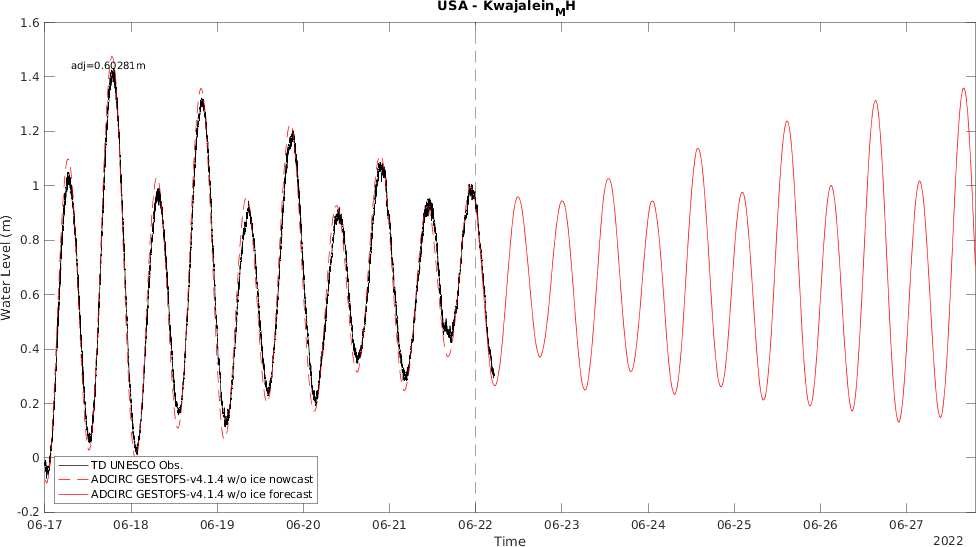 USA - Kwajalein_MH
adj=0.60281m
1.6
1.4
1.2
1
0.8
0.6
0.4
0.2
0
-0.2
Water Level (m)
TD UNESCO Obs.
ADCIRC GESTOFS-v4.1.4 w/o ice nowcast
ADCIRC GESTOFS-v4.1.4 w/o ice forecast
06-17 06-18 06-19 06-20 06-21 06-22 06-23 06-24 06-25 06-26 06-27
Time
2022